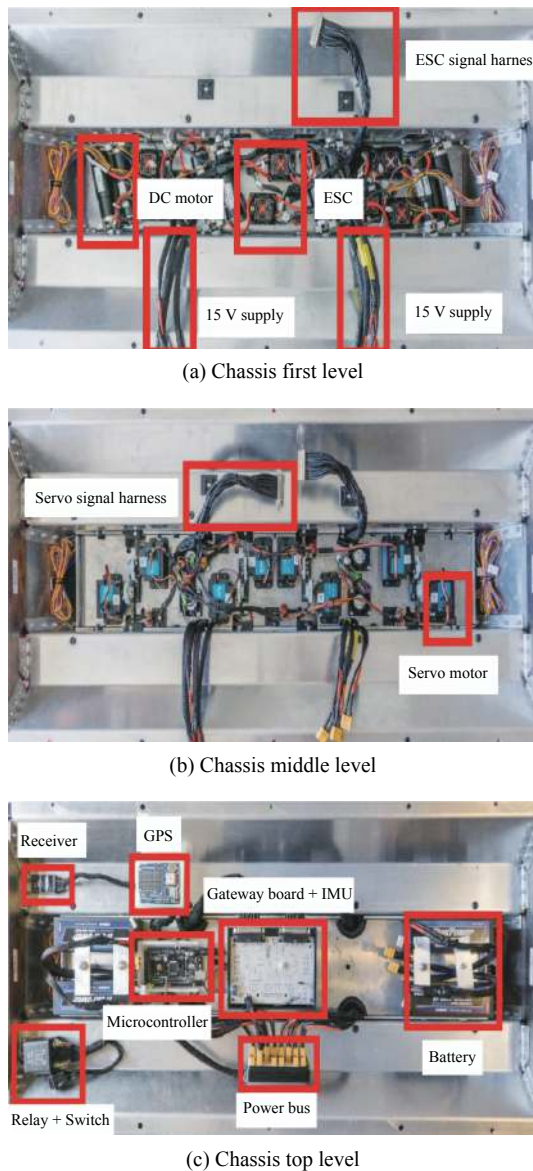 ESC signal harnes
DC motor
ESC
15 V supply
15 V supply
(a) Chassis first level
Servo signal harness
Servo motor
(b) Chassis middle level
Receiver
GPS
Gateway board + IMU
Microcontroller
Battery
Relay + Switch
Power bus
(c) Chassis top level